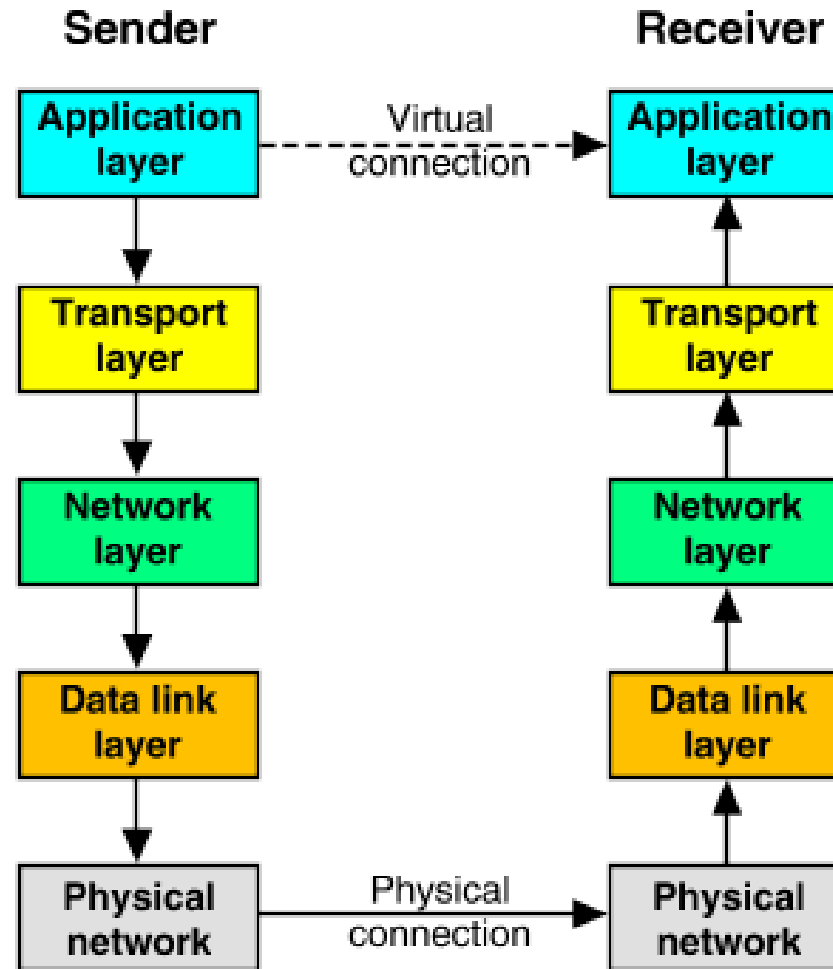 Sender
Receiver
Application
layer
Virtual
connection
Application
layer
Transport
layer
Transport
layer
Network
layer
Network
layer
Data link
layer
Data link
layer
Physical
network
Physical
connection
Physical
network